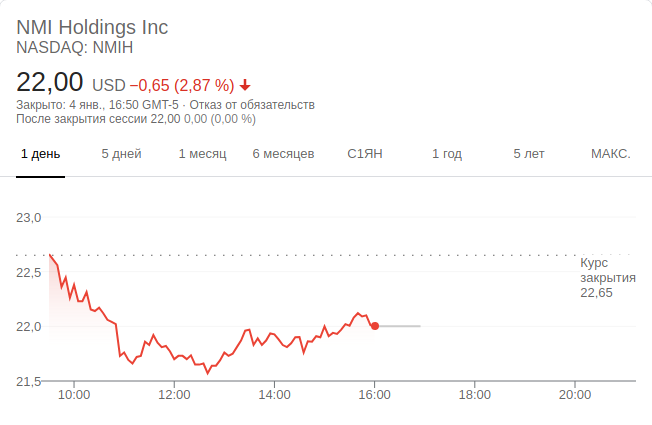 NMI Holdings Inc
NASDAQ: NMIH
22,00 USD −0,65 (2,87 %)
Закрыто: 4 янв., 16:50 GMT-5 · Отказ от обязательств
После закрытия сессии 22,00 0,00 (0,00 %)
1 день 5 дней 1 месяц 6 месяцев С1ЯН 1 год 5 лет МАКС.
23,0
Курс
закрытия
22,65
22,5
22,0
21,5
10:00 12:00 14:00 16:00 18:00 20:00